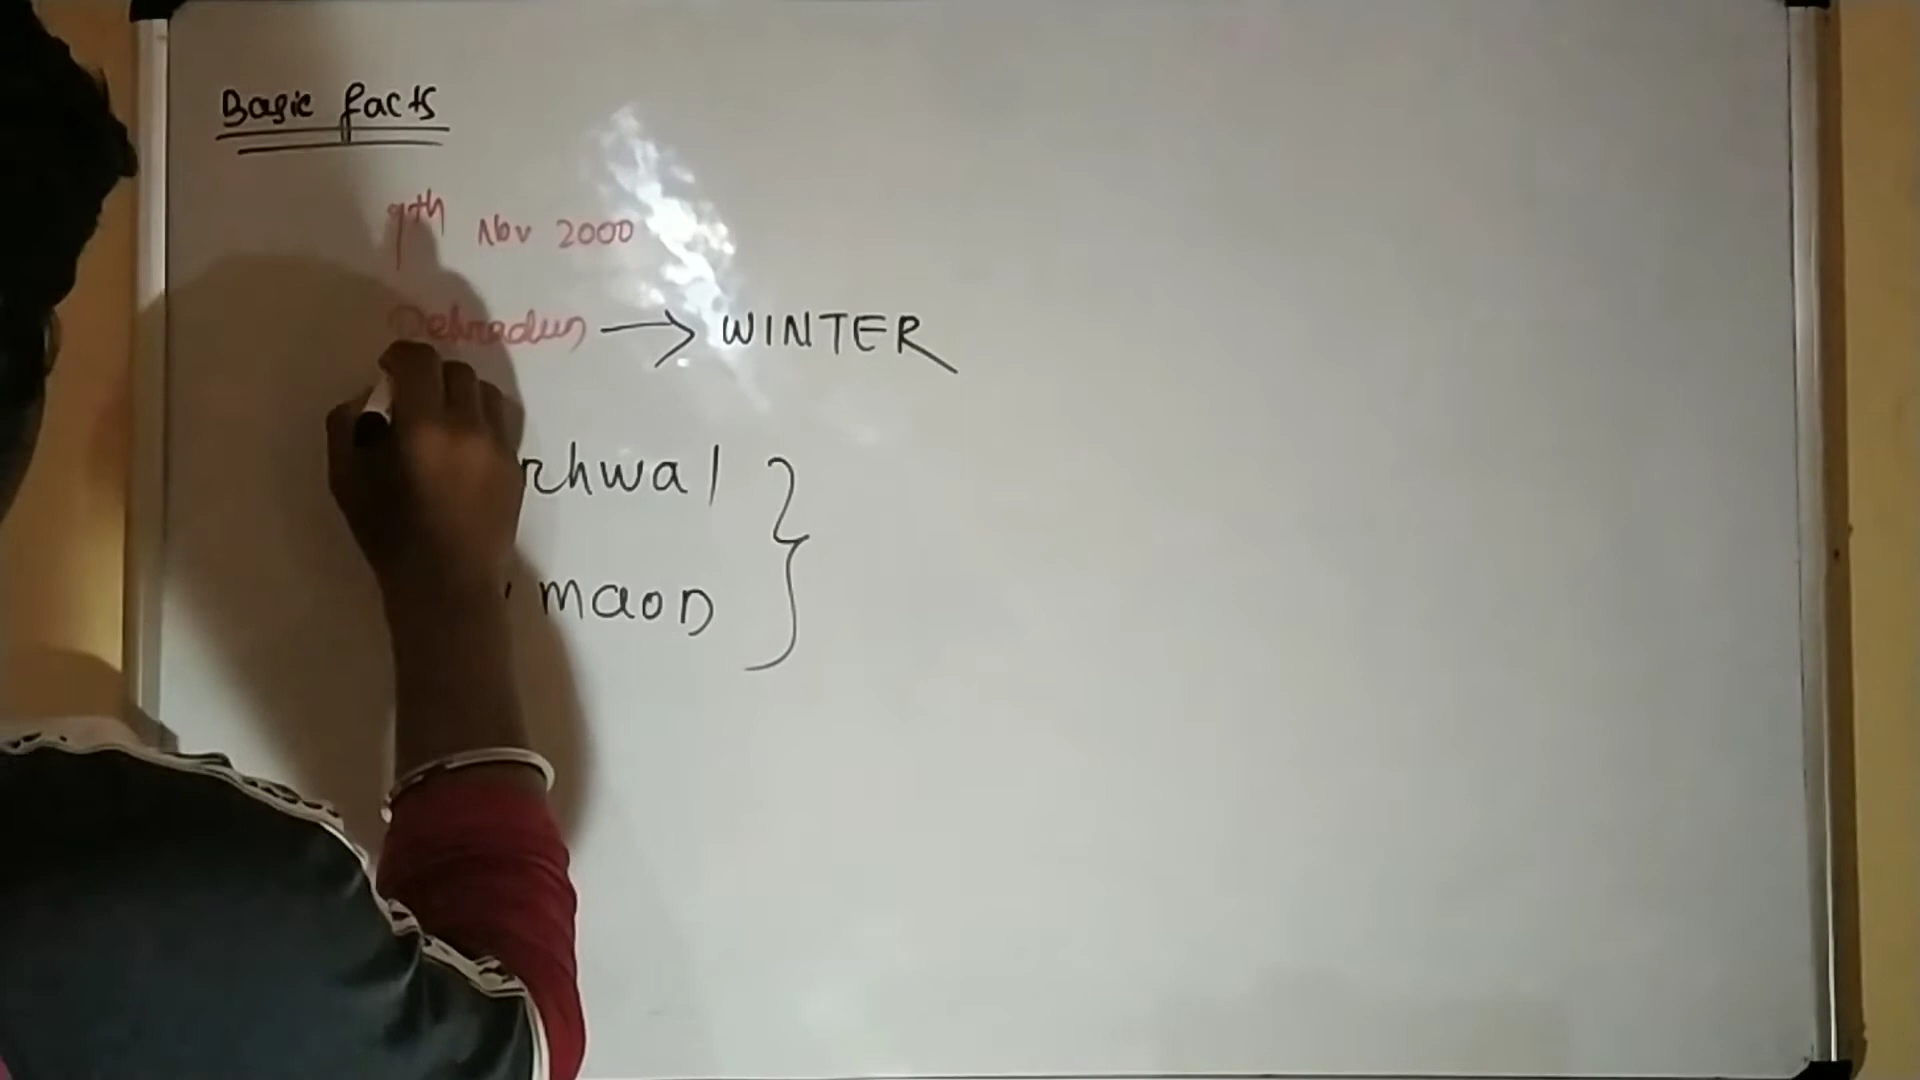 Basic facts
9th Nov 2000
Dehradun → WINTER
rhwal
maon